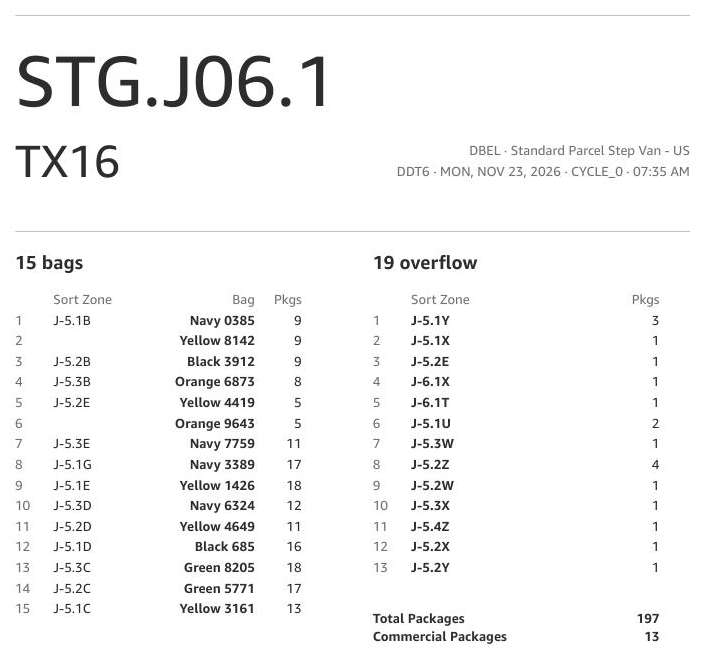 STG.J06.1
TX16
DBEL · Standard Parcel Step Van - US
DDT6 · MON, NOV 23, 2026 · CYCLE_0 · 07:35 AM
15 bags
Sort Zone Bag Pkgs
1 J-5.1B Navy 0385 9
2 Yellow 8142 9
3 J-5.2B Black 3912 9
4 J-5.3B Orange 6873 8
5 J-5.2E Yellow 4419 5
6 Orange 9643 5
7 J-5.3E Navy 7759 11
8 J-5.1G Navy 3389 17
9 J-5.1E Yellow 1426 18
10 J-5.3D Navy 6324 12
11 J-5.2D Yellow 4649 11
12 J-5.1D Black 685 16
13 J-5.3C Green 8205 18
14 J-5.2C Green 5771 17
15 J-5.1C Yellow 3161 13
19 overflow
Sort Zone Pkgs
1 J-5.1Y 3
2 J-5.1X 1
3 J-5.2E 1
4 J-6.1X 1
5 J-6.1T 1
6 J-5.1U 2
7 J-5.3W 1
8 J-5.2Z 4
9 J-5.2W 1
10 J-5.3X 1
11 J-5.4Z 1
12 J-5.2X 1
13 J-5.2Y 1
Total Packages 197
Commercial Packages 13